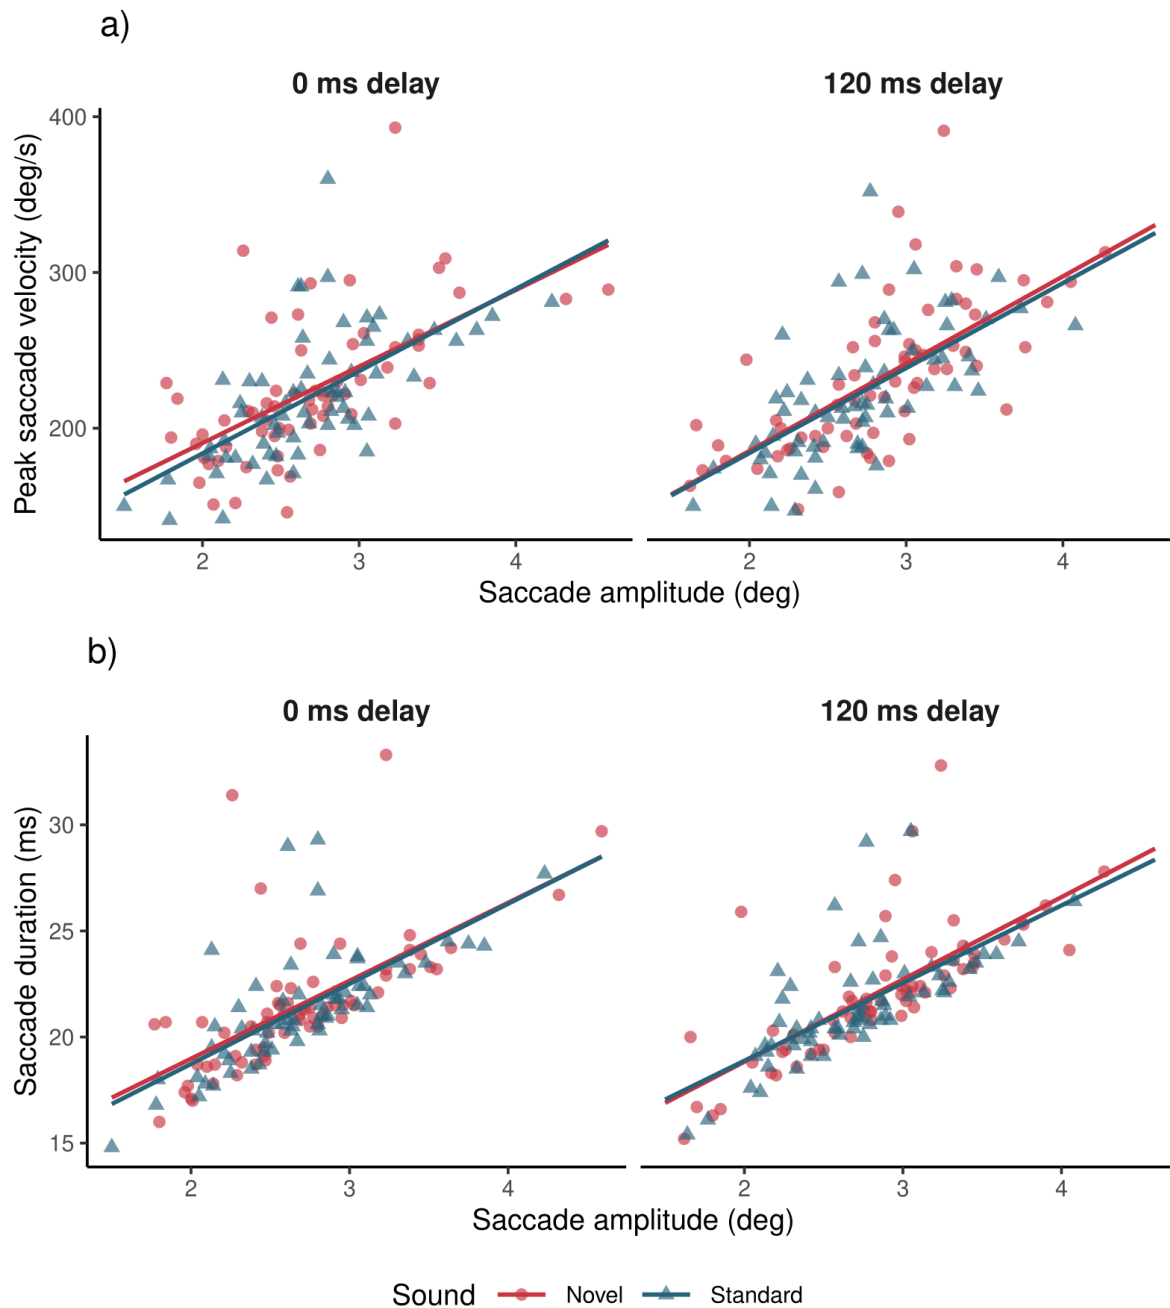 a)
0 ms delay 120 ms delay
Peak saccade velocity (deg/s)
400
300
200
2 3 4 2 3 4
Saccade amplitude (deg)
b)
0 ms delay 120 ms delay
Saccade duration (ms)
30
25
20
15
2 3 4 2 3 4
Saccade amplitude (deg)
Sound Novel Standard